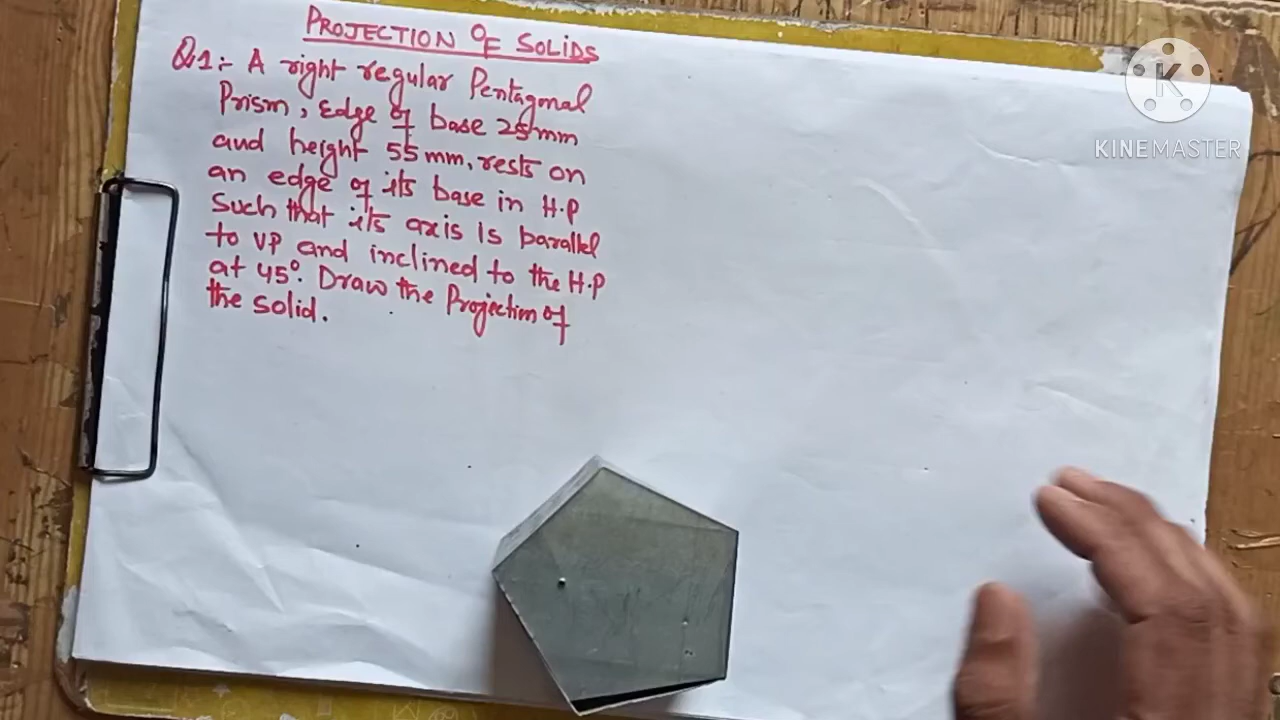 PROJECTION OF SOLIDS
Q.1:- A right regular Pentagonal
Prism, Edge of base 25mm
and height 55mm, rests on
an edge of its base in H.P
Such that its axis is parallel
to VP and inclined to the H.P
at 45°. Draw the Projection of
the solid.
K
KINEMASTER